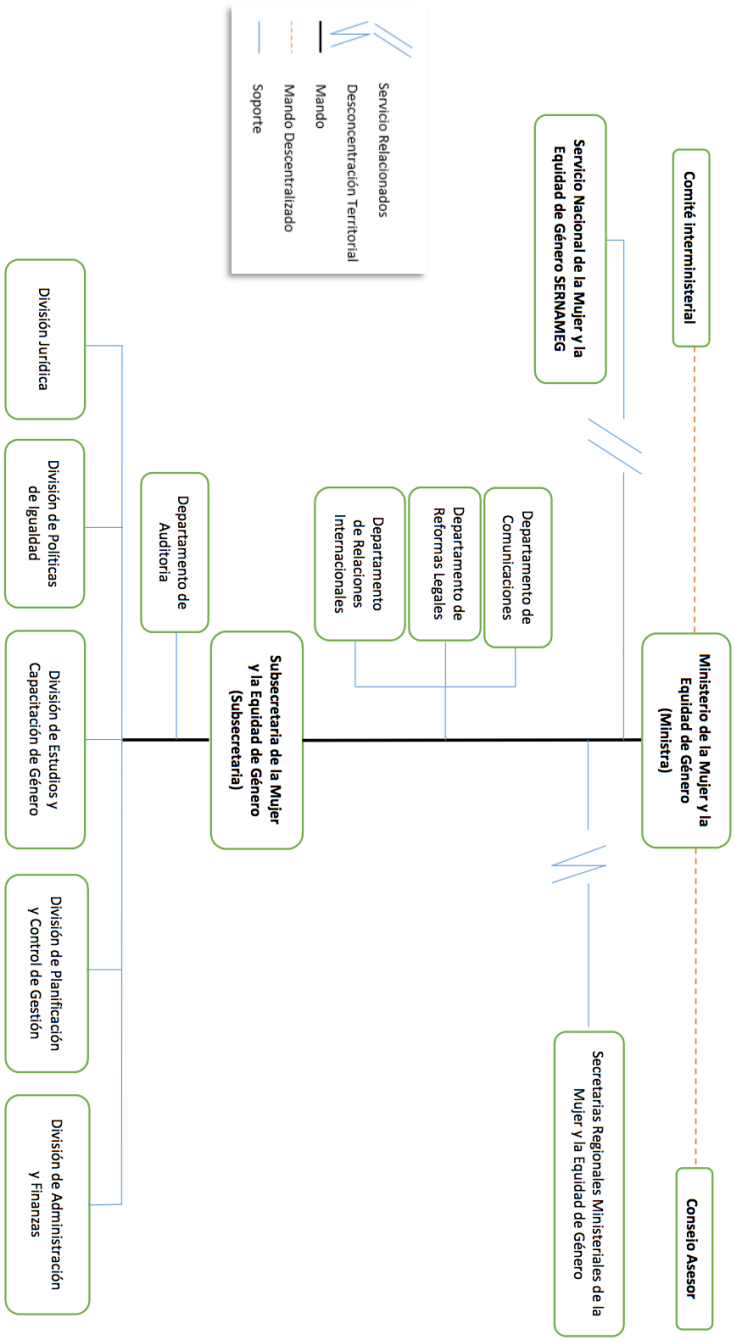 Comité interministerial
Ministerio de la Mujer y la
Equidad de Género
(Ministra)
Consejo Asesor
Servicio Nacional de la Mujer y la
Equidad de Género SERNAMEG
Secretarias Regionales Ministeriales de la
Mujer y la Equidad de Género
Departamento de
Comunicaciones
Departamento de
Reformas Legales
Departamento
de Relaciones
Internacionales
Servicio Relacionados
Desconcentración Territorial
Mando
Mando Descentralizado
Soporte
Subsecretaria de la Mujer
y la Equidad de Género
(Subsecretaria)
Departamento de
Auditoria
División Jurídica
División de Políticas
de Igualdad
División de Estudios y
Capacitación de Género
División de Planificación
y Control de Gestión
División de Administración
y Finanzas